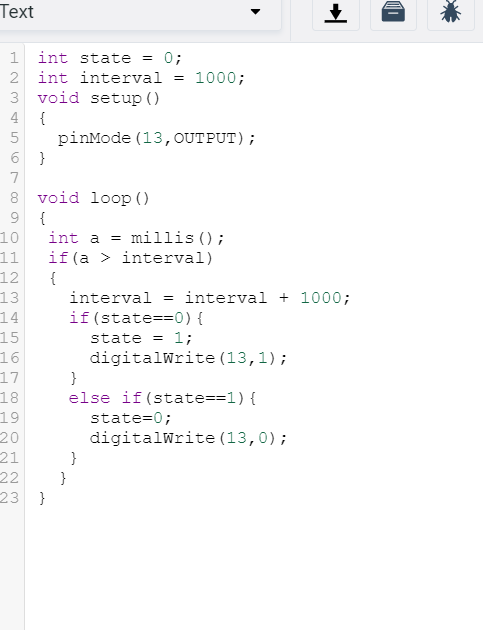 Text
1 int state = 0;
2 int interval = 1000;
3 void setup()
4 {
5   pinMode(13,OUTPUT);
6 }
7
8 void loop()
9 {
10  int a = millis();
11  if(a > interval)
12  {
13    interval = interval + 1000;
14    if(state==0){
15      state = 1;
16      digitalWrite(13,1);
17    }
18    else if(state==1){
19      state=0;
20      digitalWrite(13,0);
21    }
22   }
23 }